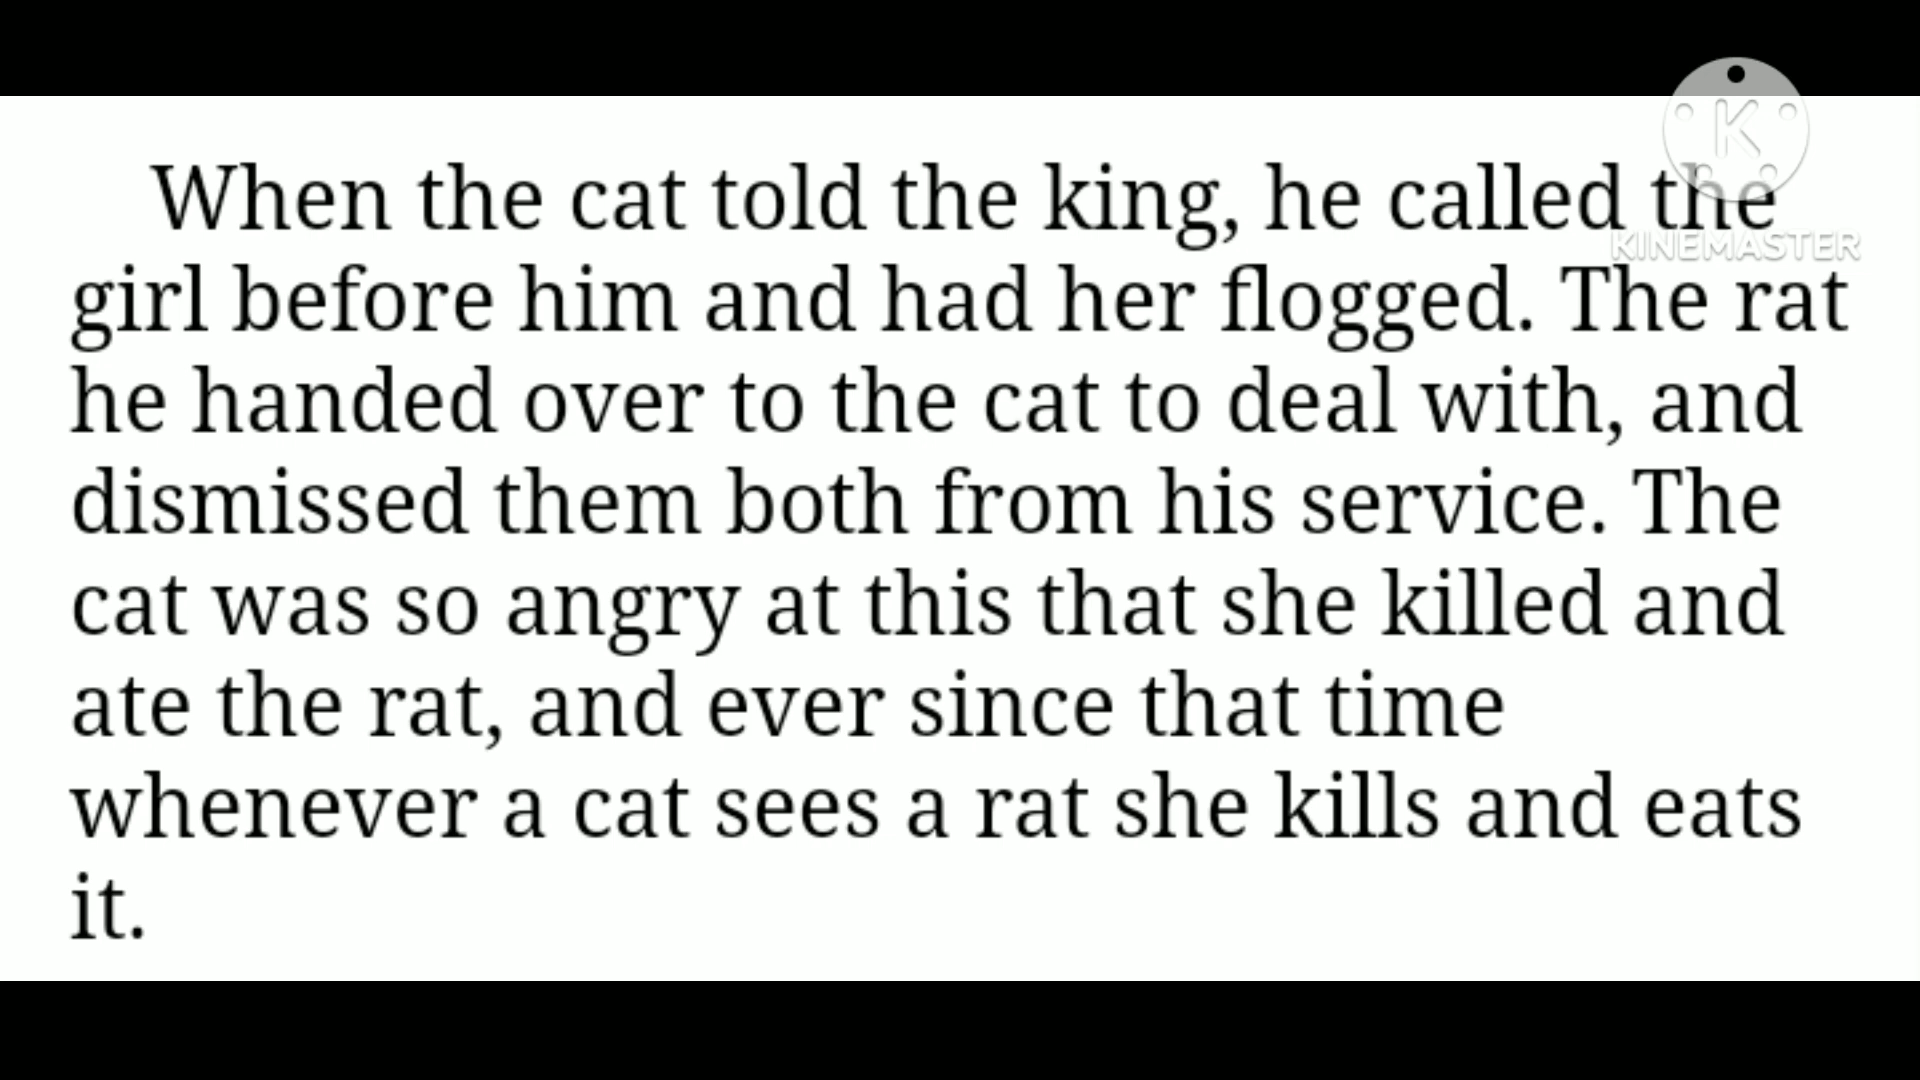 K
KINEMASTER
When the cat told the king, he called the
girl before him and had her flogged. The rat
he handed over to the cat to deal with, and
dismissed them both from his service. The
cat was so angry at this that she killed and
ate the rat, and ever since that time
whenever a cat sees a rat she kills and eats
it.